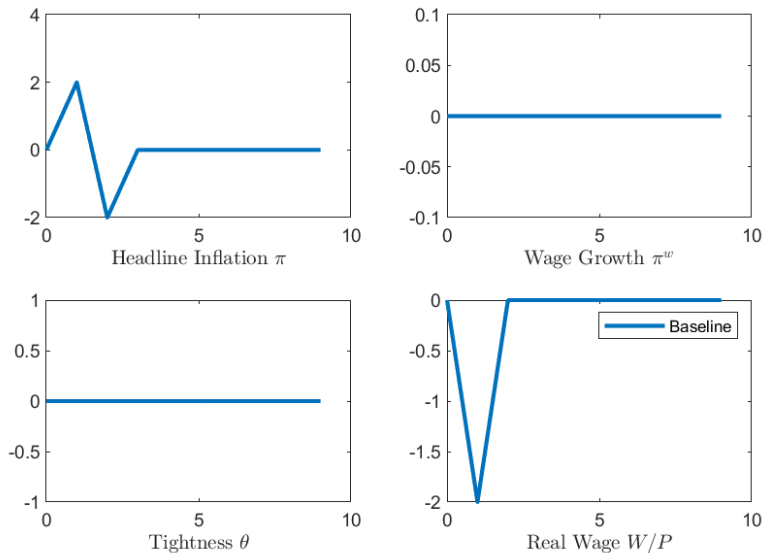 4
2
0
-2
0 5 10
Headline Inflation π
0.1
0.05
0
-0.05
-0.1
0 5 10
Wage Growth πʷ
1
0.5
0
-0.5
-1
0 5 10
Tightness θ
0
-0.5
-1
-1.5
-2
Baseline
0 5 10
Real Wage W/P